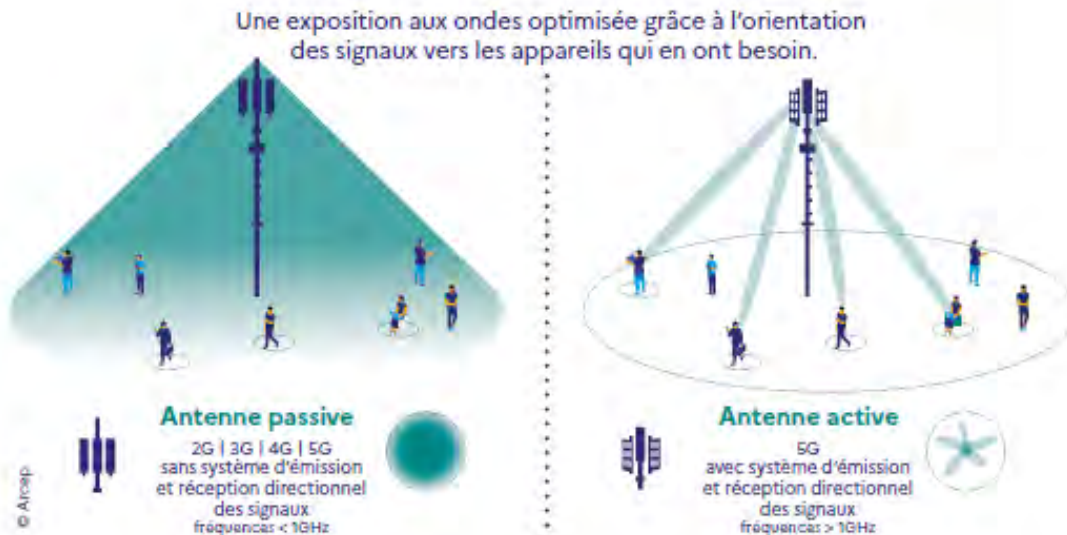 Une exposition aux ondes optimisée grâce à l'orientation
des signaux vers les appareils qui en ont besoin.
Antenne passive
2G | 3G | 4G | 5G
sans système d'émission
et réception directionnel
des signaux
fréquences < 1GHz
Antenne active
5G
avec système d'émission
et réception directionnel
des signaux
fréquences > 1GHz
© Arcep